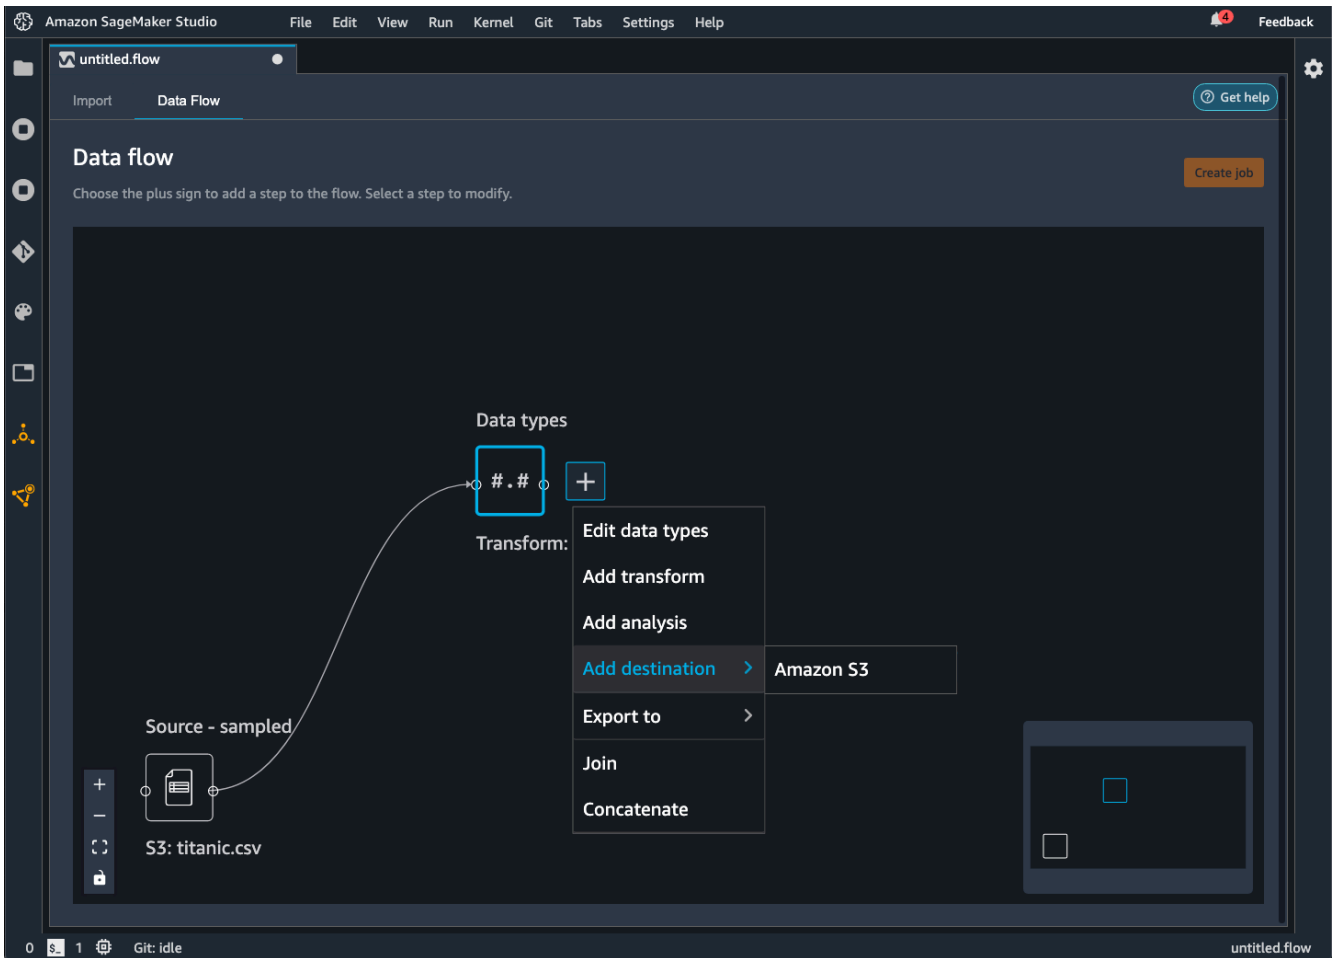 Amazon SageMaker Studio File Edit View Run Kernel Git Tabs Settings Help 4 Feedback
untitled.flow
Import Data Flow
Get help
Data flow
Create job
Choose the plus sign to add a step to the flow. Select a step to modify.
Data types
#.#
Transform:
Edit data types
Add transform
Add analysis
Add destination
Amazon S3
Export to
Join
Concatenate
Source - sampled
S3: titanic.csv
0 $_ 1 Git: idle untitled.flow